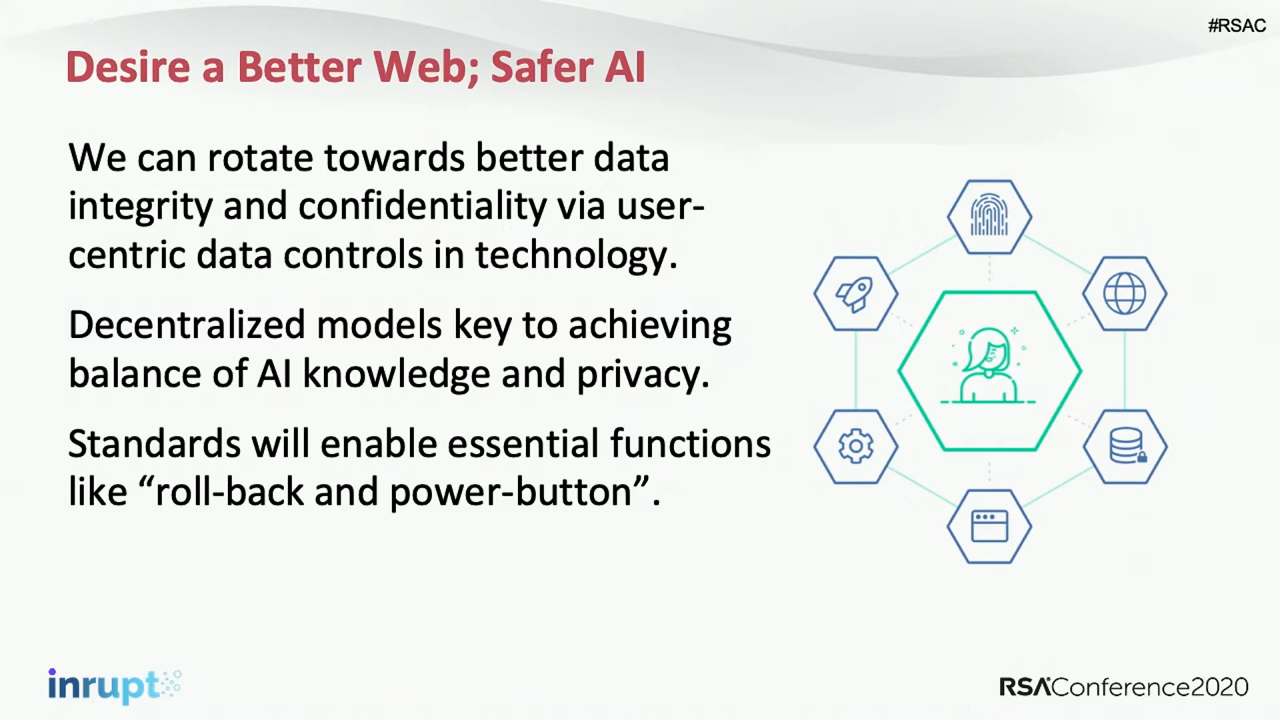 #RSAC
Desire a Better Web; Safer AI
We can rotate towards better data
integrity and confidentiality via user-
centric data controls in technology.
Decentralized models key to achieving
balance of AI knowledge and privacy.
Standards will enable essential functions
like “roll-back and power-button”.
inrupt
RSAConference2020